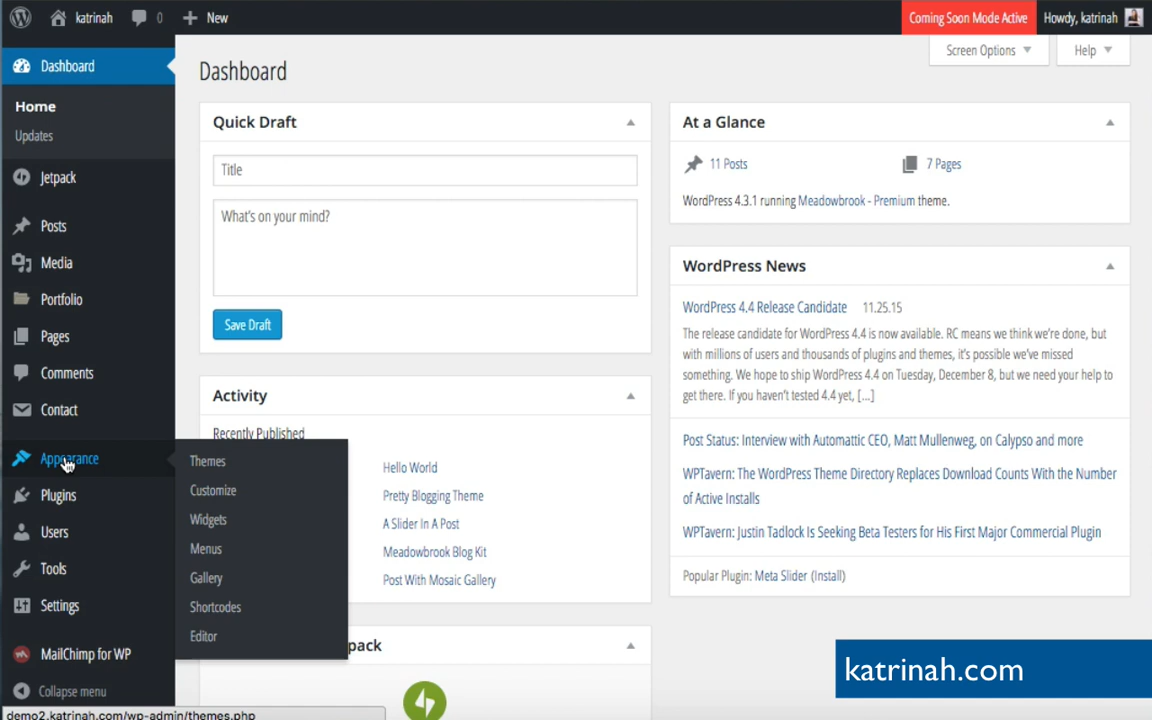 katrinah 0 New
Coming Soon Mode Active
Howdy, katrinah
Screen Options
Help
Dashboard
Home
Updates
Jetpack
Posts
Media
Portfolio
Pages
Comments
Contact
Appearance
Plugins
Users
Tools
Settings
MailChimp for WP
Collapse menu
Themes
Customize
Widgets
Menus
Gallery
Shortcodes
Editor
Dashboard
Quick Draft
Title
What's on your mind?
Save Draft
Activity
Recently Published
Hello World
Pretty Blogging Theme
A Slider In A Post
Meadowbrook Blog Kit
Post With Mosaic Gallery
pack
At a Glance
11 Posts
7 Pages
WordPress 4.3.1 running Meadowbrook - Premium theme.
WordPress News
WordPress 4.4 Release Candidate 11.25.15
The release candidate for WordPress 4.4 is now available. RC means we think we're done, but
with millions of users and thousands of plugins and themes, it's possible we've missed
something. We hope to ship WordPress 4.4 on Tuesday, December 8, but we need your help to
get there. If you haven't tested 4.4 yet, […]
Post Status: Interview with Automattic CEO, Matt Mullenweg, on Calypso and more
WPTavern: The WordPress Theme Directory Replaces Download Counts With the Number
of Active Installs
WPTavern: Justin Tadlock Is Seeking Beta Testers for His First Major Commercial Plugin
Popular Plugin: Meta Slider (Install)
katrinah.com
demo2.katrinah.com/wp-admin/themes.php